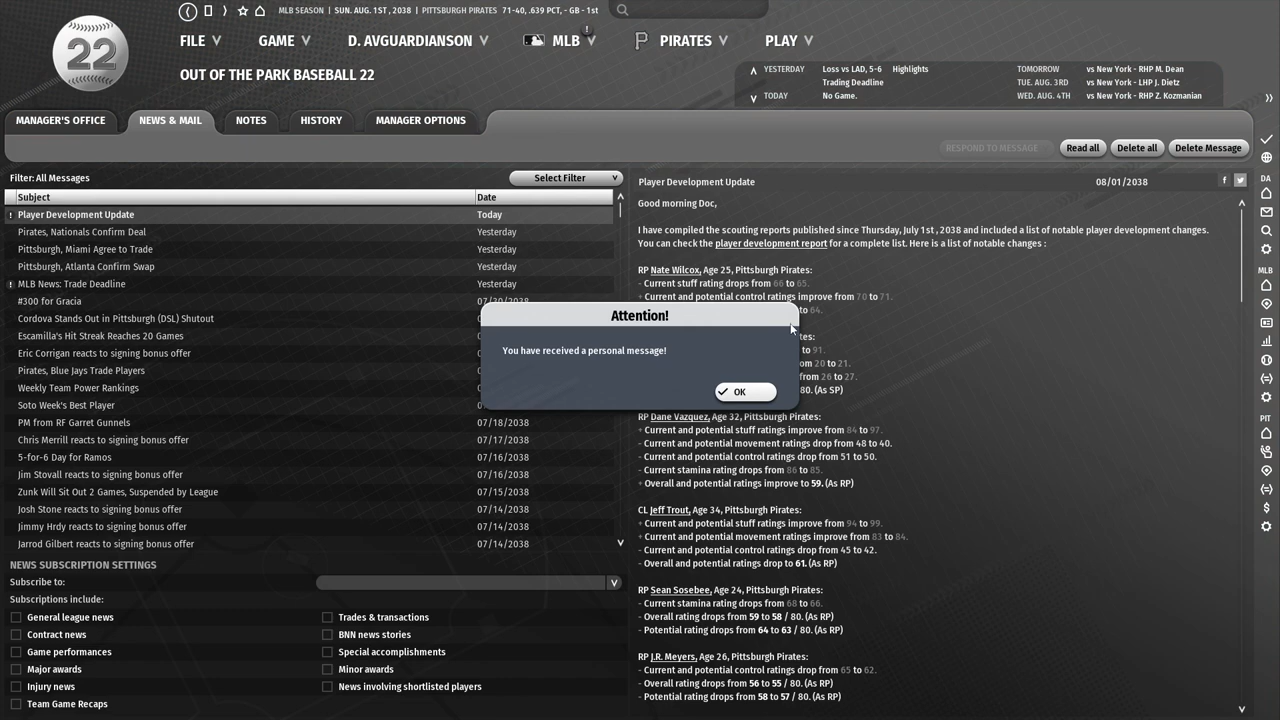 MLB SEASON | SUN. AUG. 1ST , 2038 | PITTSBURGH PIRATES 71-40, .639 PCT, - GB - 1st
22
FILE GAME D. AVGUARDIANSON MLB ! PIRATES PLAY
OUT OF THE PARK BASEBALL 22
YESTERDAY Loss vs LAD, 5-6 Highlights TOMORROW vs New York - RHP M. Dean
Trading Deadline TUE. AUG. 3RD vs New York - LHP J. Dietz
TODAY No Game. WED. AUG. 4TH vs New York - RHP Z. Kozmanian
MANAGER'S OFFICE NEWS & MAIL NOTES HISTORY MANAGER OPTIONS
RESPOND TO MESSAGE Read all Delete all Delete Message
Filter: All Messages Select Filter
Subject Date
! Player Development Update Today
Pirates, Nationals Confirm Deal Yesterday
Pittsburgh, Miami Agree to Trade Yesterday
Pittsburgh, Atlanta Confirm Swap Yesterday
! MLB News: Trade Deadline Yesterday
#300 for Gracia 07/30/2038
Cordova Stands Out in Pittsburgh (DSL) Shutout
Escamilla's Hit Streak Reaches 20 Games
Eric Corrigan reacts to signing bonus offer
Pirates, Blue Jays Trade Players
Weekly Team Power Rankings
Soto Week's Best Player
PM from RF Garret Gunnels 07/18/2038
Chris Merrill reacts to signing bonus offer 07/17/2038
5-for-6 Day for Ramos 07/16/2038
Jim Stovall reacts to signing bonus offer 07/16/2038
Zunk Will Sit Out 2 Games, Suspended by League 07/15/2038
Josh Stone reacts to signing bonus offer 07/14/2038
Jimmy Hrdy reacts to signing bonus offer 07/14/2038
Jarrod Gilbert reacts to signing bonus offer 07/14/2038
NEWS SUBSCRIPTION SETTINGS
Subscribe to:
Subscriptions include:
General league news Trades & transactions
Contract news BNN news stories
Game performances Special accomplishments
Major awards Minor awards
Injury news News involving shortlisted players
Team Game Recaps
Player Development Update 08/01/2038
Good morning Doc,
I have compiled the scouting reports published since Thursday, July 1st , 2038 and included a list of notable player development changes.
You can check the player development report for a complete list. Here is a list of notable changes :
RP Nate Wilcox, Age 25, Pittsburgh Pirates:
- Current stuff rating drops from 66 to 65.
+ Current and potential control ratings improve from 70 to 71.
to 64.
tes:
to 91.
om 20 to 21.
from 26 to 27.
80. (As SP)
RP Dane Vazquez, Age 32, Pittsburgh Pirates:
+ Current and potential stuff ratings improve from 84 to 97.
- Current and potential movement ratings drop from 48 to 40.
- Current and potential control ratings drop from 51 to 50.
- Current stamina rating drops from 86 to 85.
+ Overall and potential ratings improve to 59. (As RP)
CL Jeff Trout, Age 34, Pittsburgh Pirates:
+ Current and potential stuff ratings improve from 94 to 99.
+ Current and potential movement ratings improve from 83 to 84.
- Current and potential control ratings drop from 45 to 42.
- Overall and potential ratings drop to 61. (As RP)
RP Sean Sosebee, Age 24, Pittsburgh Pirates:
- Current stamina rating drops from 68 to 66.
- Overall rating drops from 59 to 58 / 80. (As RP)
- Potential rating drops from 64 to 63 / 80. (As RP)
RP J.R. Meyers, Age 26, Pittsburgh Pirates:
- Current and potential control ratings drop from 65 to 62.
- Overall rating drops from 56 to 55 / 80. (As RP)
- Potential rating drops from 58 to 57 / 80. (As RP)
Attention!
You have received a personal message!
OK
DA
MLB
PIT